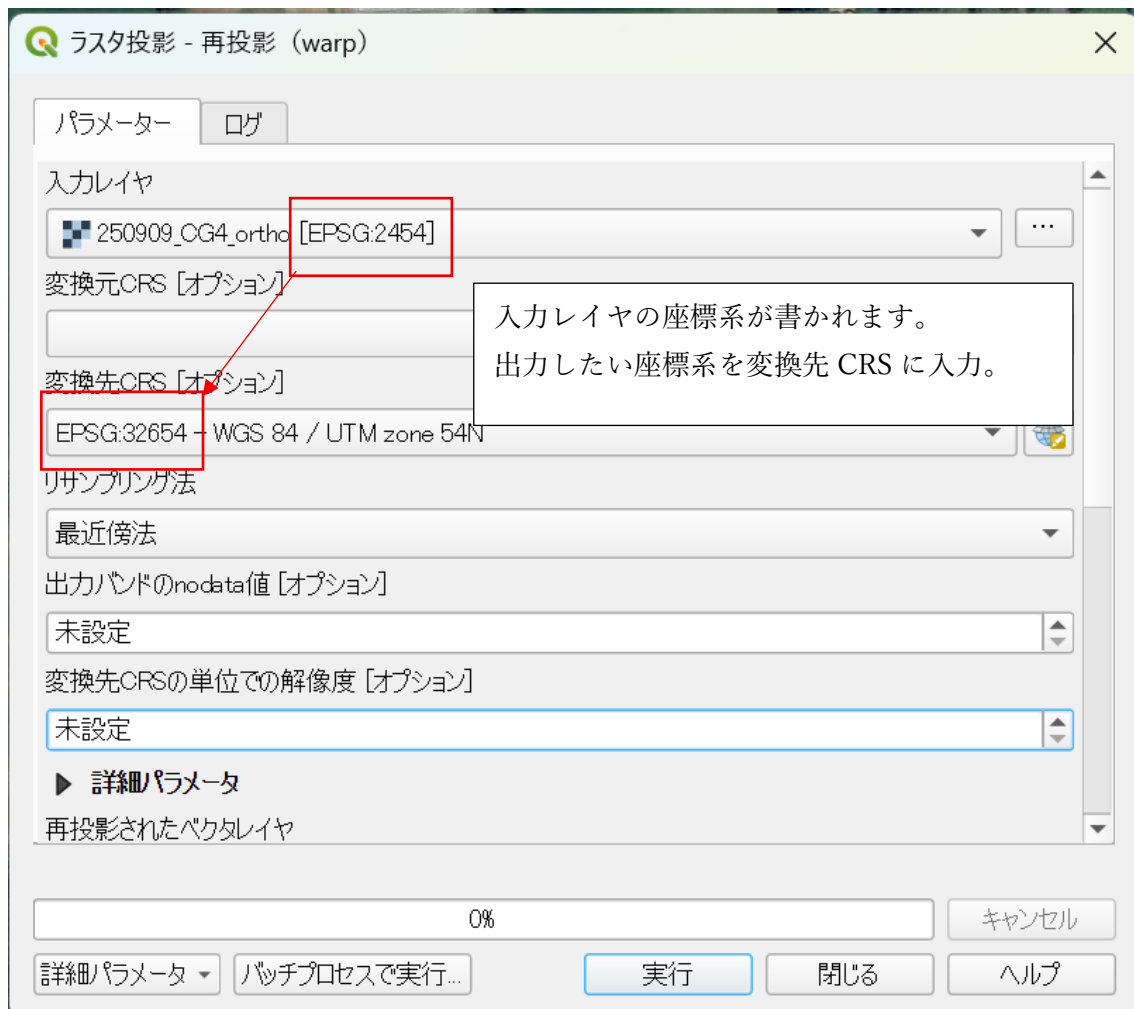 ラスタ投影 - 再投影（warp）
パラメーター
ログ
入力レイヤ
250909_CG4_ortho [EPSG:2454]
…
変換元CRS [オプション]
入力レイヤの座標系が書かれます。
出力したい座標系を変換先 CRS に入力。
変換先CRS [オプション]
EPSG:32654 - WGS 84 / UTM zone 54N
リサンプリング法
最近傍法
出力バンドのnodata値 [オプション]
未設定
変換先CRSの単位での解像度 [オプション]
未設定
詳細パラメータ
再投影されたベクタレイヤ
0%
キャンセル
詳細パラメータ
バッチプロセスで実行...
実行
閉じる
ヘルプ